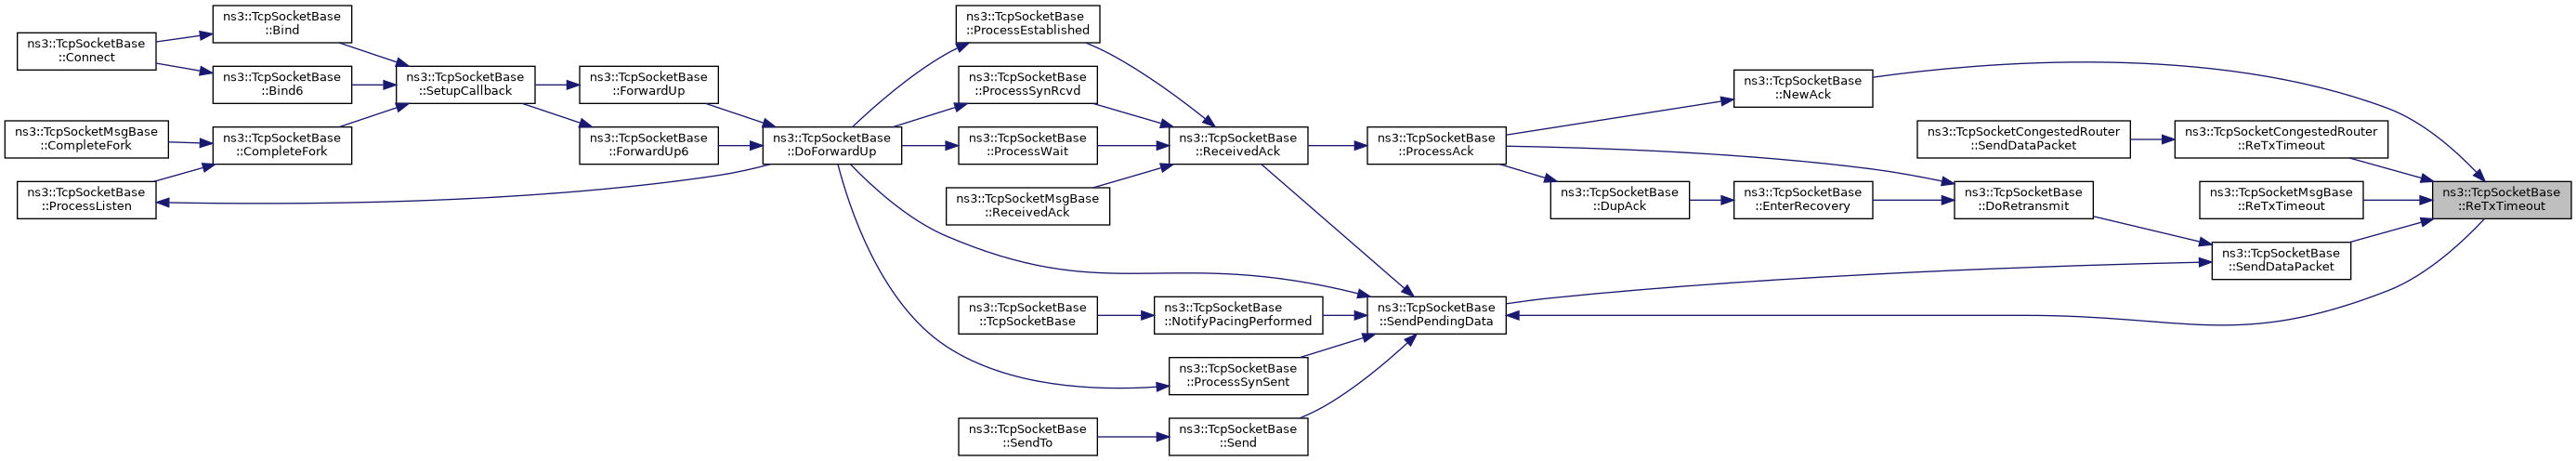 ns3::TcpSocketBase
::Connect
ns3::TcpSocketMsgBase
::CompleteFork
ns3::TcpSocketBase
::ProcessListen
ns3::TcpSocketBase
::Bind
ns3::TcpSocketBase
::Bind6
ns3::TcpSocketBase
::CompleteFork
ns3::TcpSocketBase
::SetupCallback
ns3::TcpSocketBase
::ForwardUp
ns3::TcpSocketBase
::ForwardUp6
ns3::TcpSocketBase
::DoForwardUp
ns3::TcpSocketBase
::ProcessEstablished
ns3::TcpSocketBase
::ProcessSynRcvd
ns3::TcpSocketBase
::ProcessWait
ns3::TcpSocketMsgBase
::ReceivedAck
ns3::TcpSocketBase
::TcpSocketBase
ns3::TcpSocketBase
::SendTo
ns3::TcpSocketBase
::ReceivedAck
ns3::TcpSocketBase
::NotifyPacingPerformed
ns3::TcpSocketBase
::ProcessSynSent
ns3::TcpSocketBase
::Send
ns3::TcpSocketBase
::ProcessAck
ns3::TcpSocketBase
::SendPendingData
ns3::TcpSocketBase
::DupAck
ns3::TcpSocketBase
::NewAck
ns3::TcpSocketBase
::EnterRecovery
ns3::TcpSocketCongestedRouter
::SendDataPacket
ns3::TcpSocketBase
::DoRetransmit
ns3::TcpSocketCongestedRouter
::ReTxTimeout
ns3::TcpSocketMsgBase
::ReTxTimeout
ns3::TcpSocketBase
::SendDataPacket
ns3::TcpSocketBase
::ReTxTimeout